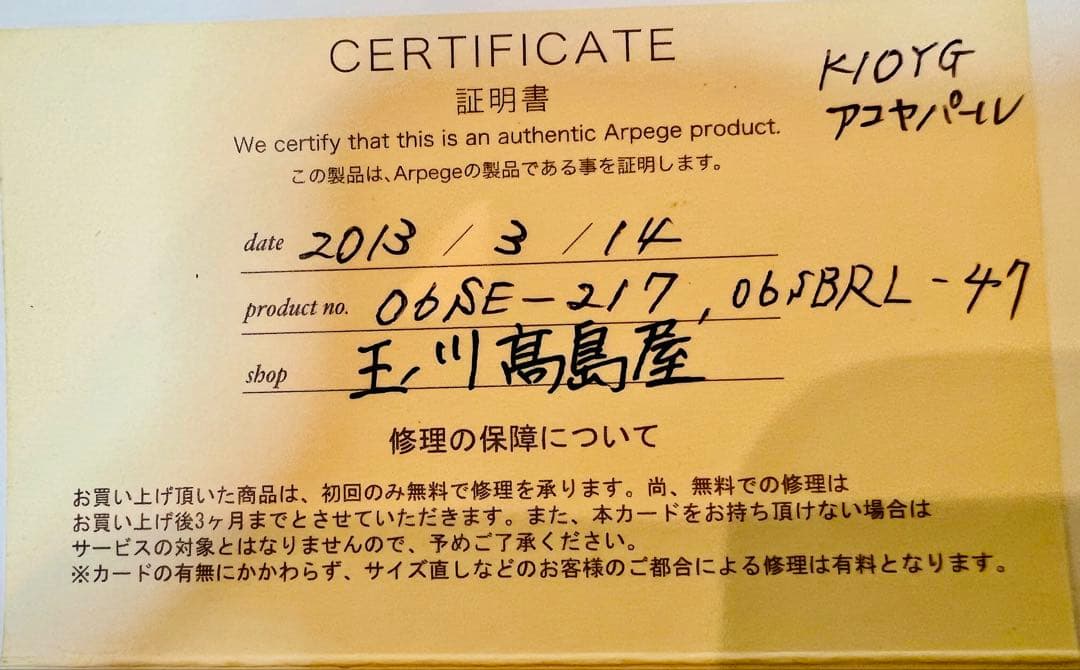 CERTIFICATE
K10YG
アコヤパール
証明書
We certify that this is an authentic Arpege product.
この製品は、Arpegeの製品である事を証明します。
date 2013 / 3 / 14
product no. 06SE-217, 06SBRL-47
shop 玉川髙島屋
修理の保障について
お買い上げ頂いた商品は、初回のみ無料で修理を承ります。尚、無料での修理は
お買い上げ後3ヶ月までとさせていただきます。また、本カードをお持ち頂けない場合は
サービスの対象とはなりませんので、予めご了承ください。
※カードの有無にかかわらず、サイズ直しなどのお客様のご都合による修理は有料となります。